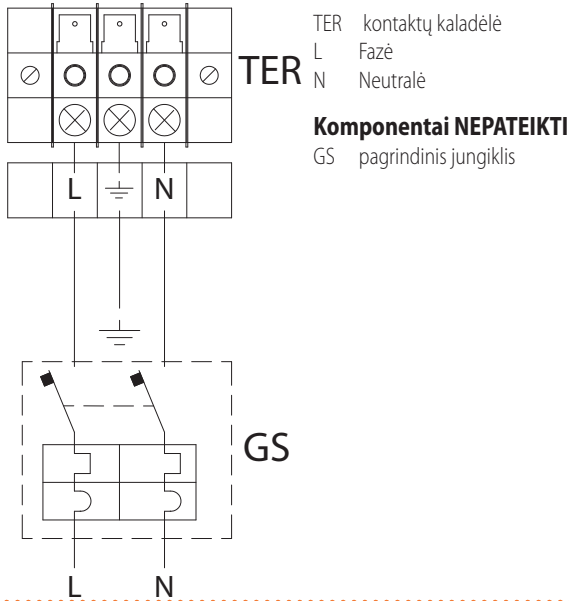 TER
TER kontaktų kaladėlė
L Fazė
N Neutralė
Komponentai NEPATEIKTI
GS pagrindinis jungiklis
L N
GS
L N